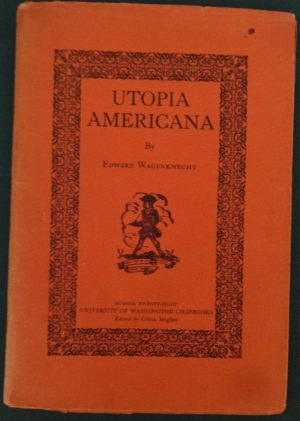 UTOPIA
AMERICANA
By
EDWARD WAGENKNECHT
NUMBER TWENTY-EIGHT
UNIVERSITY OF WASHINGTON CHAPBOOKS
Edited by Glenn Hughes